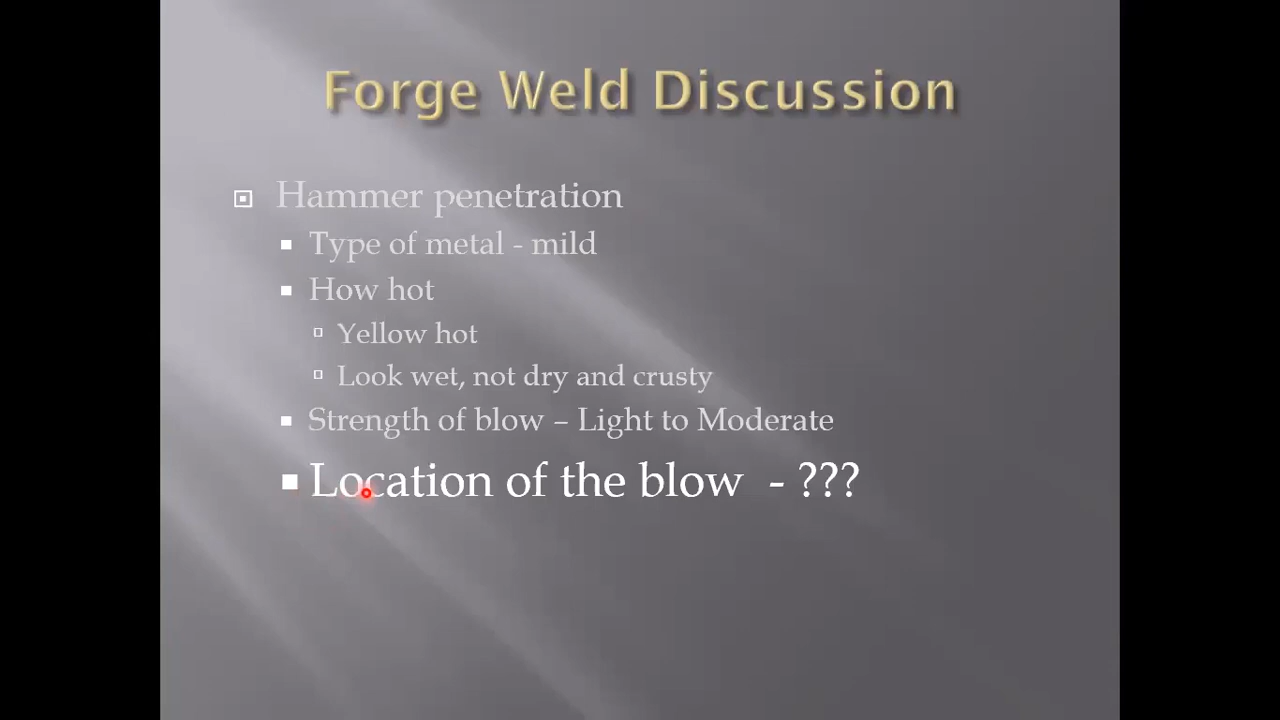 Forge Weld Discussion
Hammer penetration
Type of metal - mild
How hot
Yellow hot
Look wet, not dry and crusty
Strength of blow – Light to Moderate
Location of the blow - ???